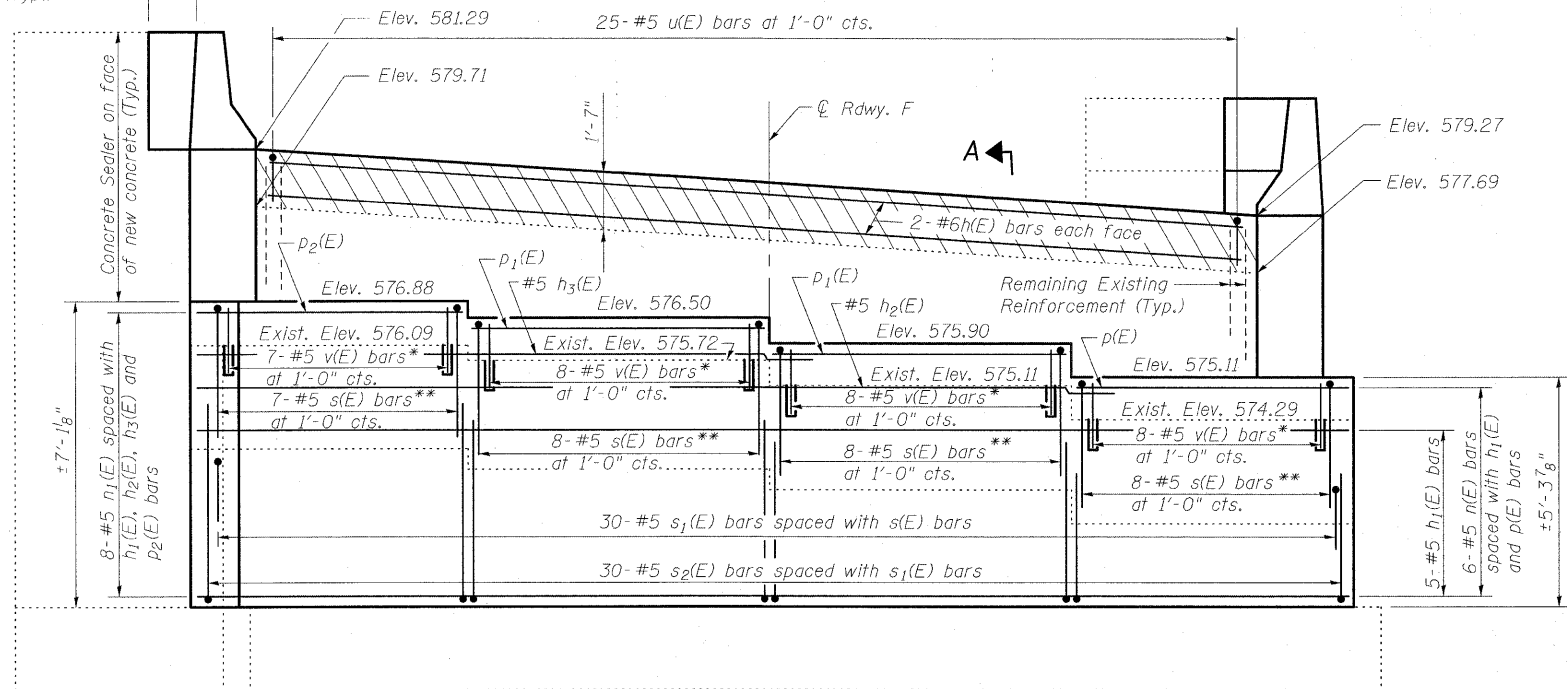 Elev. 581.29
25- #5 u(E) bars at 1'-0" cts.
Elev. 579.71
℄ Rdwy. F
1'-7"
A
Elev. 579.27
Elev. 577.69
Concrete Sealer on face
of new concrete (Typ.)
2- #6h(E) bars each face
p2(E)
p1(E)
#5 h3(E)
p1(E)
#5 h2(E)
Remaining Existing
Reinforcement (Typ.)
Elev. 576.88
Elev. 576.50
Elev. 575.90
p(E)
Elev. 575.11
Exist. Elev. 576.09
7- #5 v(E) bars*
at 1'-0" cts.
7- #5 s(E) bars**
at 1'-0" cts.
Exist. Elev. 575.72
8- #5 v(E) bars*
at 1'-0" cts.
8- #5 s(E) bars**
at 1'-0" cts.
Exist. Elev. 575.11
8- #5 v(E) bars*
at 1'-0" cts.
8- #5 s(E) bars**
at 1'-0" cts.
Exist. Elev. 574.29
8- #5 v(E) bars*
at 1'-0" cts.
8- #5 s(E) bars**
at 1'-0" cts.
±7'-1⅛"
8- #5 n1(E) spaced with
h1(E), h2(E), h3(E) and
p2(E) bars
30- #5 s1(E) bars spaced with s(E) bars
30- #5 s2(E) bars spaced with s1(E) bars
5- #5 h1(E) bars
6- #5 n(E) bars
spaced with h1(E)
and p(E) bars
±5'-3⅞"